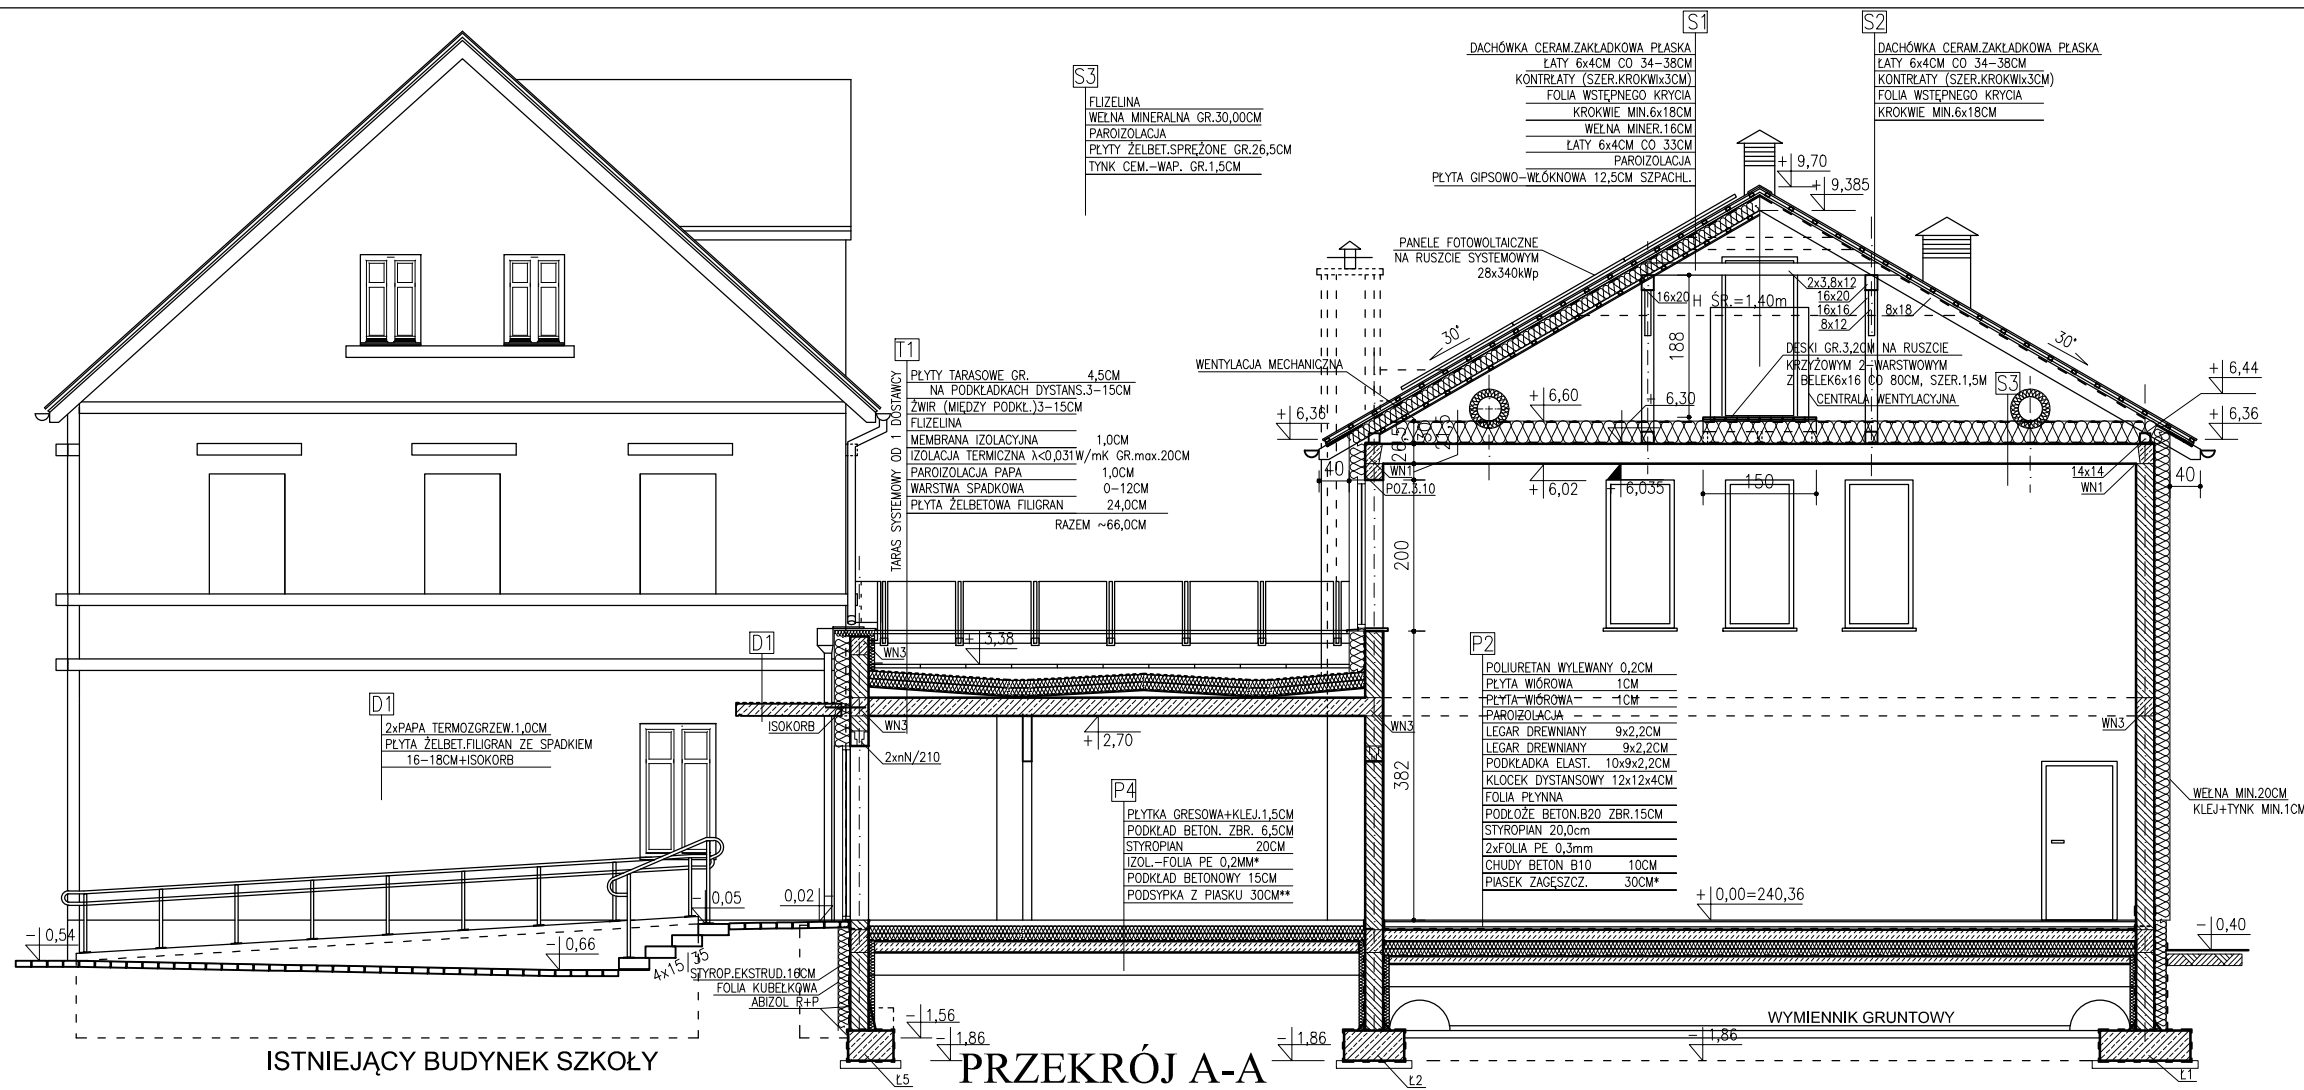 S1
DACHÓWKA CERAM.ZAKŁADKOWA PŁASKA
ŁATY 6x4CM CO 34-38CM
KONTRŁATY (SZER.KROKWIx3CM)
FOLIA WSTĘPNEGO KRYCIA
KROKWIE MIN.6x18CM
WEŁNA MINER.16CM
ŁATY 6x4CM CO 33CM
PAROIZOLACJA
PŁYTA GIPSOWO-WŁÓKNOWA 12,5CM SZPACHL.
S2
DACHÓWKA CERAM.ZAKŁADKOWA PŁASKA
ŁATY 6x4CM CO 34-38CM
KONTRŁATY (SZER.KROKWIx3CM)
FOLIA WSTĘPNEGO KRYCIA
KROKWIE MIN.6x18CM
S3
FLIZELINA
WEŁNA MINERALNA GR.30,00CM
PAROIZOLACJA
PŁYTY ŻELBET.SPRĘŻONE GR.26,5CM
TYNK CEM.-WAP. GR.1,5CM
+ 9,70
+ 9,385
PANELE FOTOWOLTAICZNE
NA RUSZCIE SYSTEMOWYM
28x340kWp
30°
30°
16x20
H ŚR.=1,40m
2x3,8x12
16x20
16x16
8x12
8x18
188
DESKI GR.3,2CM NA RUSZCIE
KRZYŻOWYM 2-WARSTWOWYM
Z BELEK6x16 CO 80CM, SZER.1,5M
CENTRALA WENTYLACYJNA
S3
WENTYLACJA MECHANICZNA
+ 6,44
+ 6,36
+ 6,36
+ 6,60
+ 6,30
26,5
30
40
WN1
POZ.3.10
+ 6,02
+ 6,035
150
14x14
WN1
40
T1
TARAS SYSTEMOWY OD 1 DOSTAWCY
PŁYTY TARASOWE GR. 4,5CM
NA PODKŁADKACH DYSTANS.3-15CM
ŻWIR (MIĘDZY PODKŁ.)3-15CM
FLIZELINA
MEMBRANA IZOLACYJNA 1,0CM
IZOLACJA TERMICZNA λ<0,031W/mK GR.max.20CM
PAROIZOLACJA PAPA 1,0CM
WARSTWA SPADKOWA 0-12CM
PŁYTA ŻELBETOWA FILIGRAN 24,0CM
RAZEM ~66,0CM
200
D1
WN3
+ 3,38
ISOKORB
WN3
2xnN/210
+ 2,70
WN3
WN3
382
D1
2xPAPA TERMOZGRZEW.1,0CM
PŁYTA ŻELBET.FILIGRAN ZE SPADKIEM
16-18CM+ISOKORB
P2
POLIURETAN WYLEWANY 0,2CM
PŁYTA WIÓROWA 1CM
PŁYTA WIÓROWA 1CM
PAROIZOLACJA
LEGAR DREWNIANY 9x2,2CM
LEGAR DREWNIANY 9x2,2CM
PODKŁADKA ELAST. 10x9x2,2CM
KLOCEK DYSTANSOWY 12x12x4CM
FOLIA PŁYNNA
PODŁOŻE BETON.B20 ZBR.15CM
STYROPIAN 20,0cm
2xFOLIA PE 0,3mm
CHUDY BETON B10 10CM
PIASEK ZAGĘSZCZ. 30CM*
P4
PŁYTKA GRESOWA+KLEJ.1,5CM
PODKŁAD BETON. ZBR. 6,5CM
STYROPIAN 20CM
IZOL.-FOLIA PE 0,2MM*
PODKŁAD BETONOWY 15CM
PODSYPKA Z PIASKU 30CM**
WEŁNA MIN.20CM
KLEJ+TYNK MIN.1CM
+ 0,00=240,36
- 0,05
0,02
- 0,54
- 0,66
4x15 35
- 0,40
STYROP.EKSTRUD.16CM
FOLIA KUBEŁKOWA
ABIZOL R+P
- 1,56
- 1,86
- 1,86
- 1,86
WYMIENNIK GRUNTOWY
ISTNIEJĄCY BUDYNEK SZKOŁY
PRZEKRÓJ A-A
Ł5
Ł2
Ł1